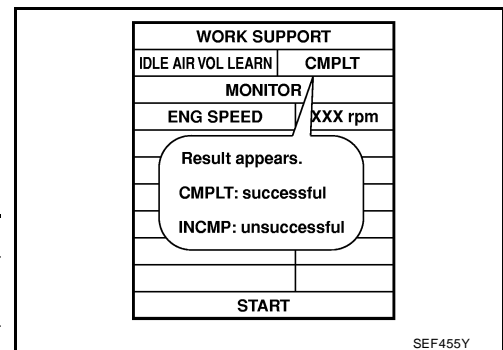 WORK SUPPORT
IDLE AIR VOL LEARN CMPLT
MONITOR
ENG SPEED XXX rpm
Result appears.
CMPLT: successful
INCMP: unsuccessful
START
SEF455Y